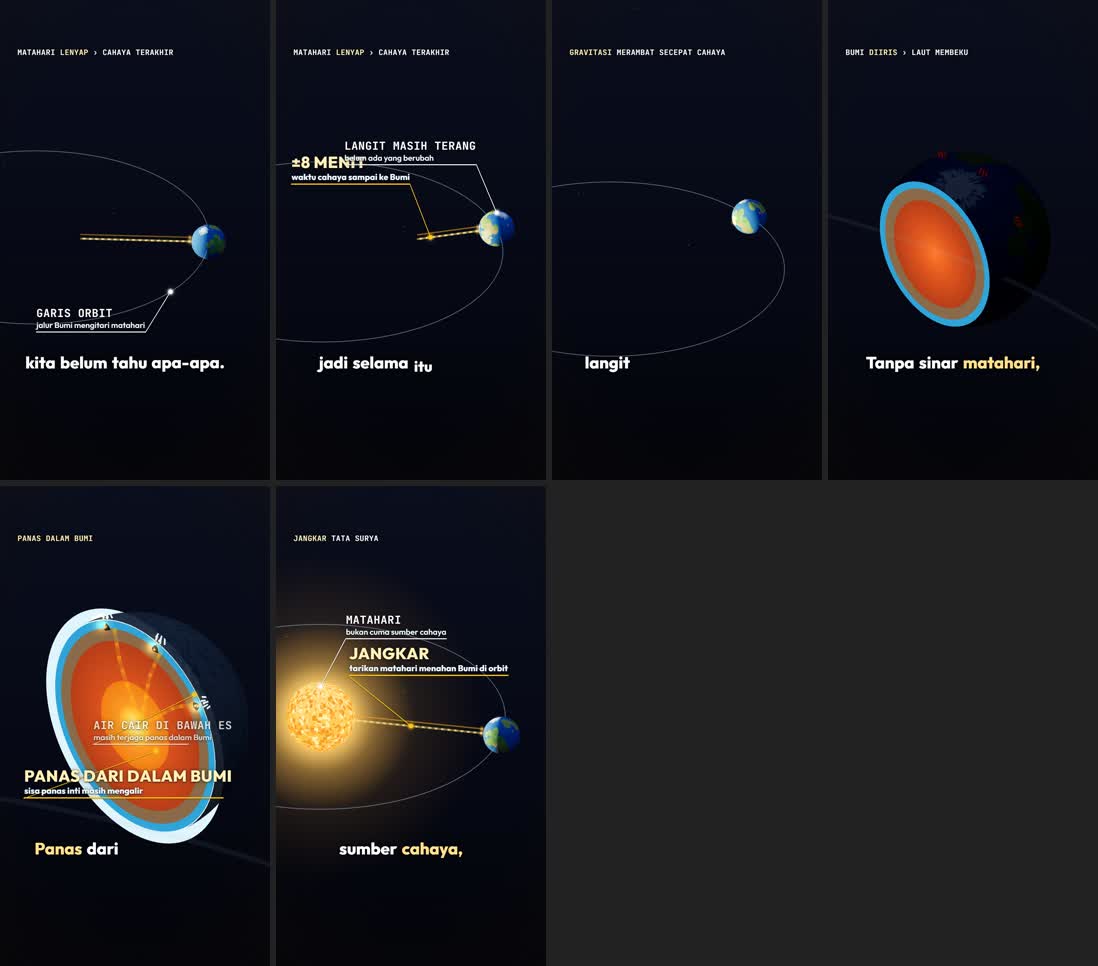 MATAHARI LENYAP › CAHAYA TERAKHIR
GARIS ORBIT
jalur Bumi mengitari matahari
kita belum tahu apa-apa.
MATAHARI LENYAP › CAHAYA TERAKHIR
LANGIT MASIH TERANG
belum ada yang berubah
±8 MENIT
waktu cahaya sampai ke Bumi
jadi selama itu
GRAVITASI MERAMBAT SECEPAT CAHAYA
langit
BUMI DIIRIS › LAUT MEMBEKU
Tanpa sinar matahari,
PANAS DALAM BUMI
AIR CAIR DI BAWAH ES
masih terjaga panas dalam Bumi
PANAS DARI DALAM BUMI
sisa panas inti masih mengalir
Panas dari
JANGKAR TATA SURYA
MATAHARI
bukan cuma sumber cahaya
JANGKAR
tarikan matahari menahan Bumi di orbit
sumber cahaya,